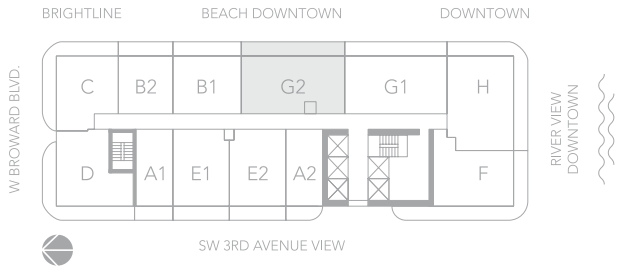 BRIGHTLINE BEACH DOWNTOWN DOWNTOWN
W BROWARD BLVD.
C B2 B1 G2 G1 H
RIVER VIEW
DOWNTOWN
D A1 E1 E2 A2 F
SW 3RD AVENUE VIEW